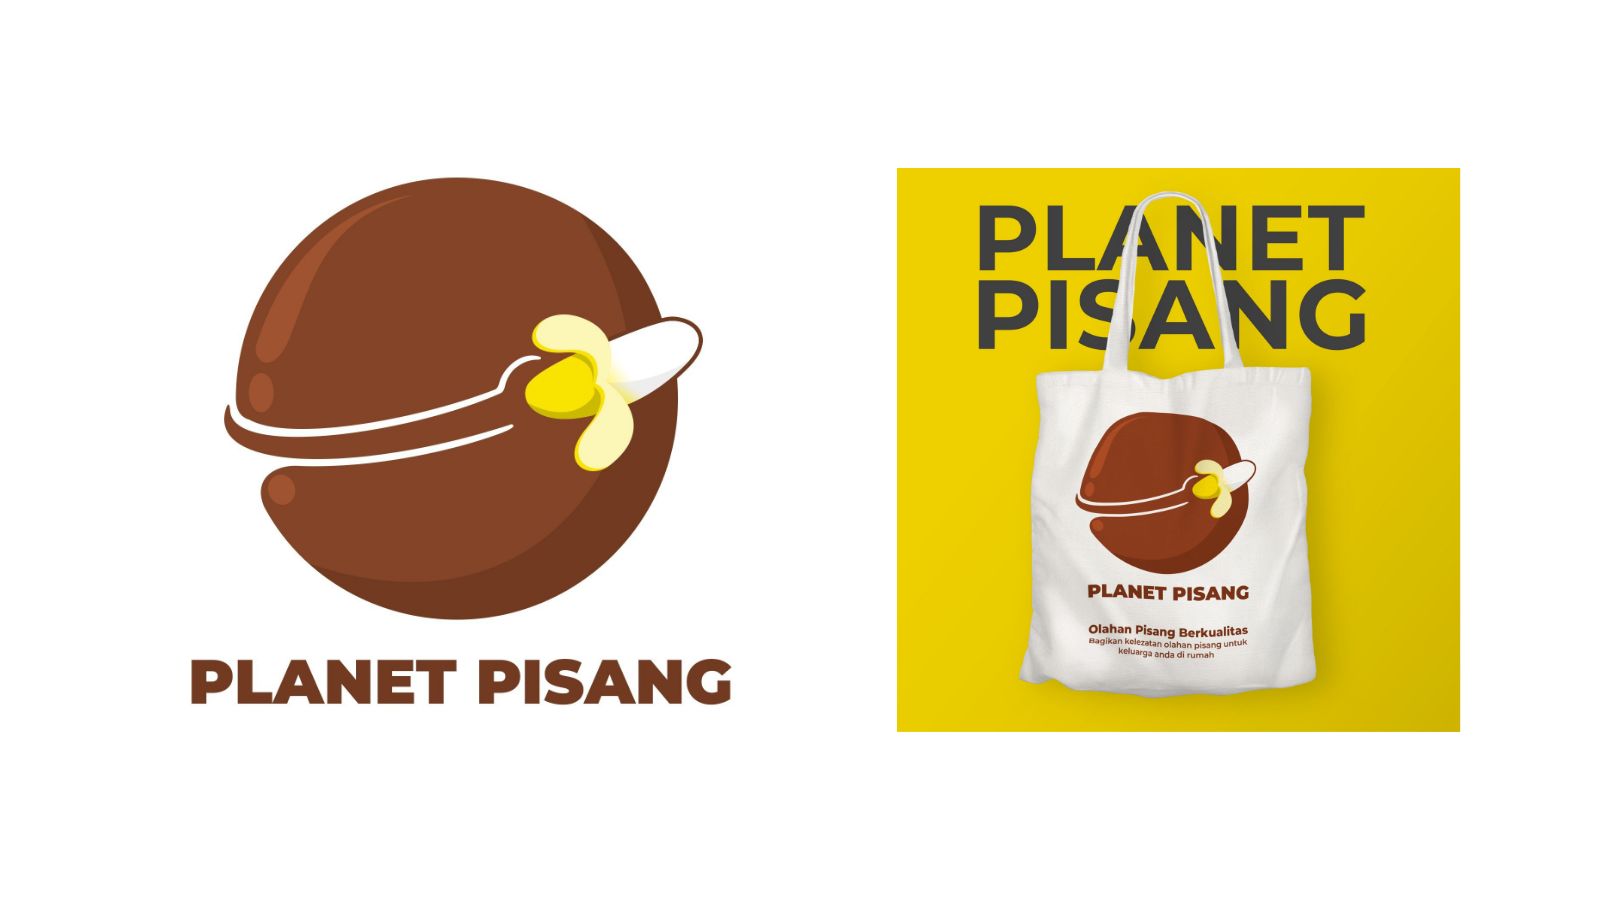 PLANET PISANG
PLANET
PISANG
PLANET PISANG
Olahan Pisang Berkualitas
Bagikan kelezatan olahan pisang untuk
keluarga anda di rumah